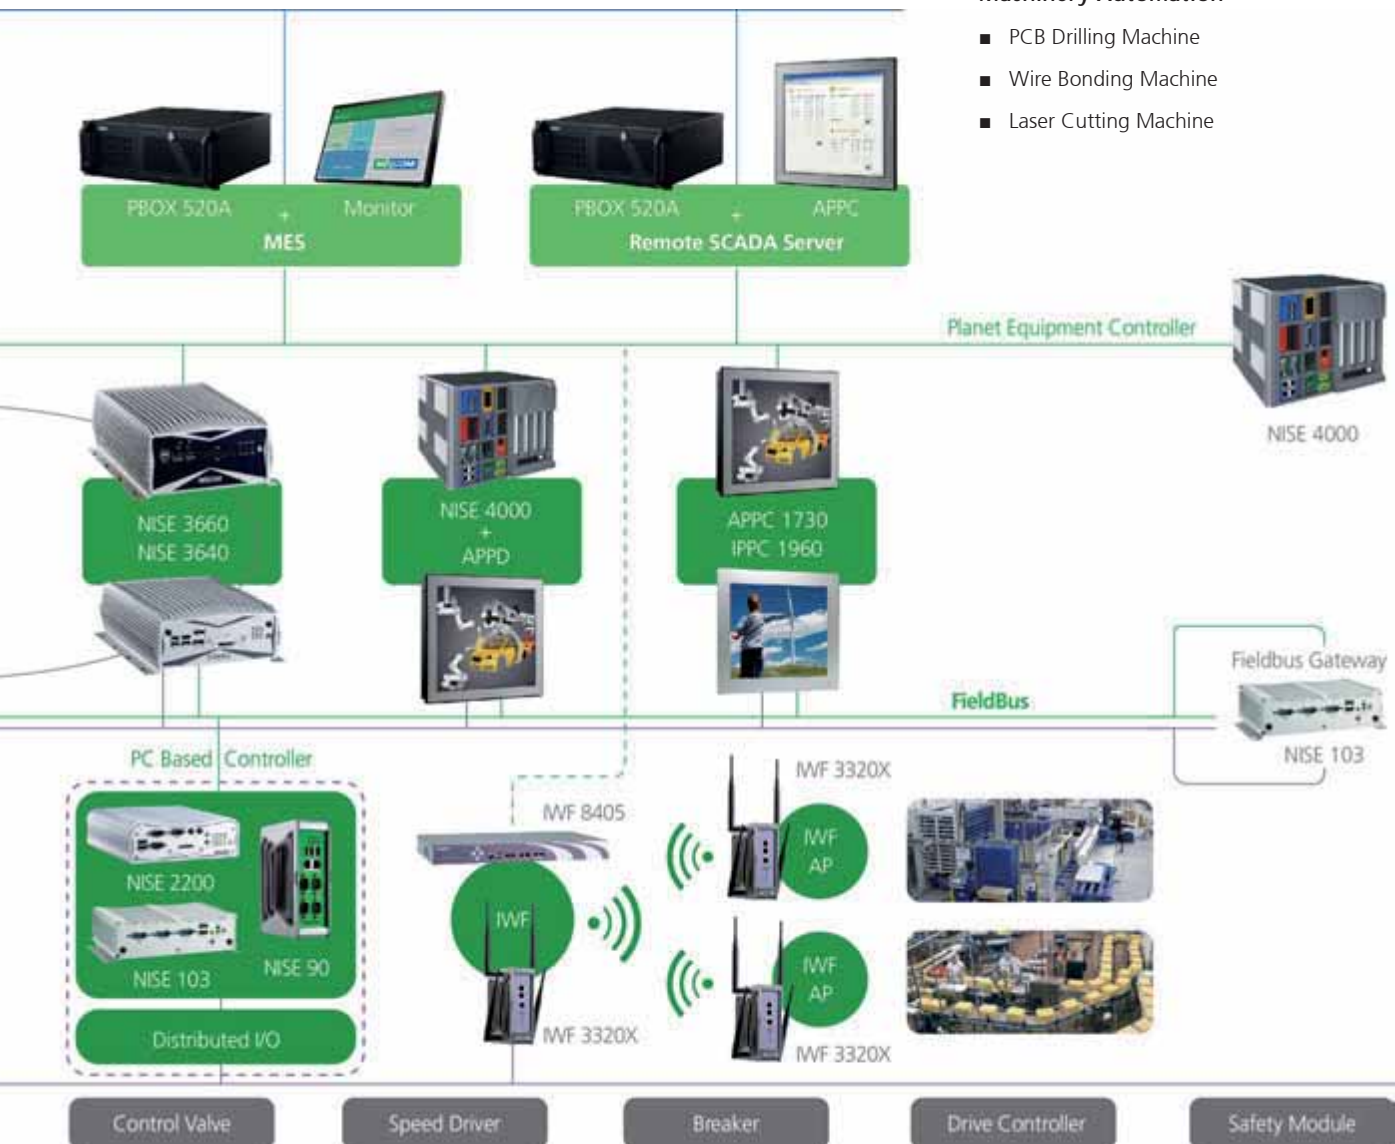 Machinery Automation
■ PCB Drilling Machine
■ Wire Bonding Machine
■ Laser Cutting Machine
PBOX 520A + Monitor
MES
PBOX 520A + APPC
Remote SCADA Server
Planet Equipment Controller
NISE 4000
NISE 3660
NISE 3640
NISE 4000
+
APPD
APPC 1730
IPPC 1960
Fieldbus Gateway
NISE 103
FieldBus
PC Based Controller
NISE 2200
NISE 103
NISE 90
Distributed I/O
IWF 8405
IWF
IWF 3320X
IWF 3320X
IWF
AP
IWF
AP
IWF 3320X
Control Valve
Speed Driver
Breaker
Drive Controller
Safety Module